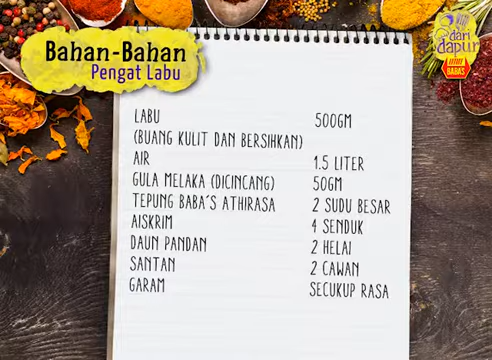 Bahan-Bahan
Pengat Labu
dari
dapur
BABAS
LABU 500GM
(BUANG KULIT DAN BERSIHKAN)
AIR 1.5 LITER
GULA MELAKA (DICINCANG) 50GM
TEPUNG BABA'S ATHIRASA 2 SUDU BESAR
AISKRIM 4 SENDUK
DAUN PANDAN 2 HELAI
SANTAN 2 CAWAN
GARAM SECUKUP RASA